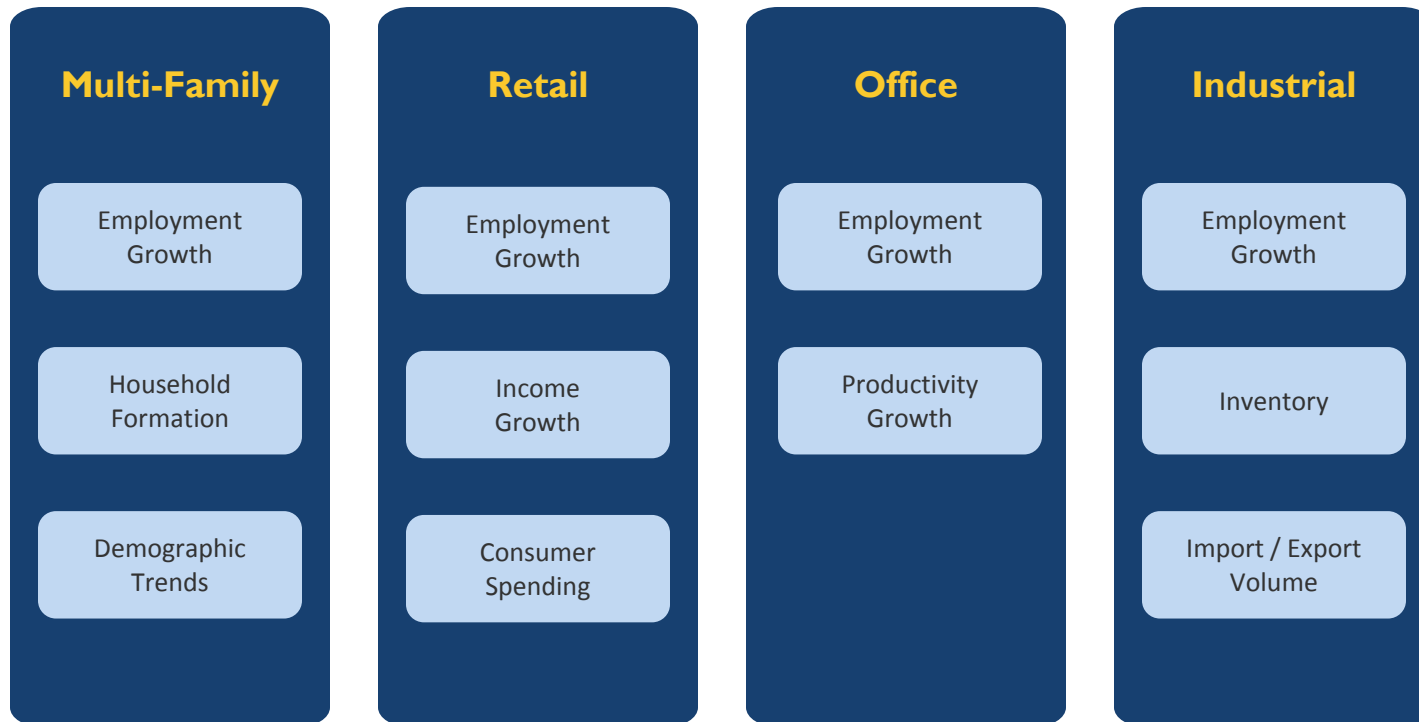 Multi-Family
Employment
Growth
Household
Formation
Demographic
Trends
Retail
Employment
Growth
Income
Growth
Consumer
Spending
Office
Employment
Growth
Productivity
Growth
Industrial
Employment
Growth
Inventory
Import / Export
Volume